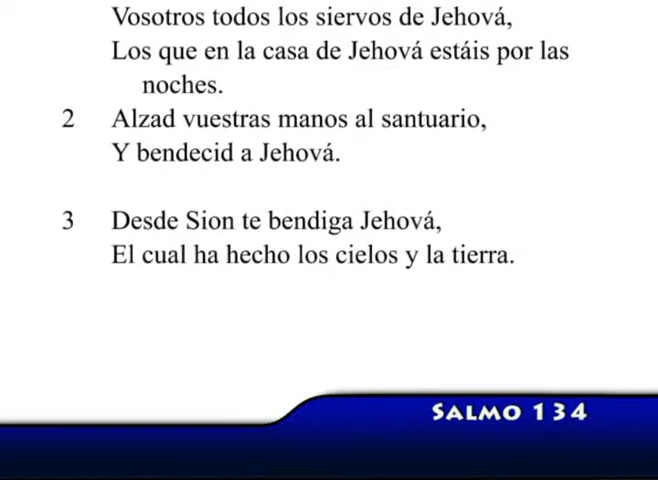 Vosotros todos los siervos de Jehová,
Los que en la casa de Jehová estáis por las
noches.
2 Alzad vuestras manos al santuario,
Y bendecid a Jehová.
3 Desde Sion te bendiga Jehová,
El cual ha hecho los cielos y la tierra.
SALMO 134